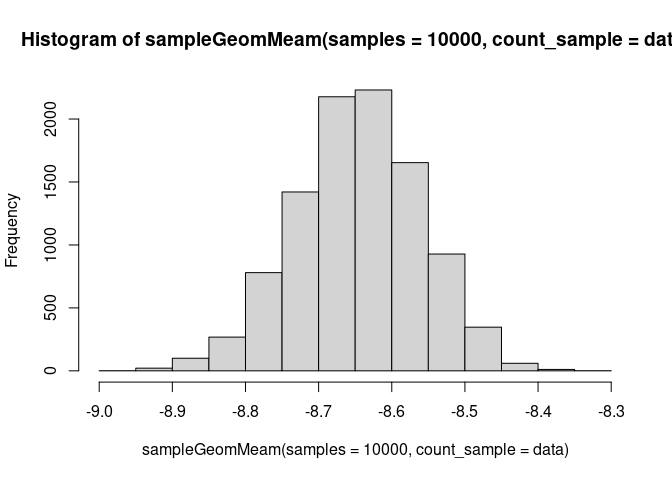 Histogram of sampleGeomMeam(samples = 10000, count_sample = dat
Frequency
2000
1500
1000
500
0
-9.0 -8.9 -8.8 -8.7 -8.6 -8.5 -8.4 -8.3
sampleGeomMeam(samples = 10000, count_sample = data)